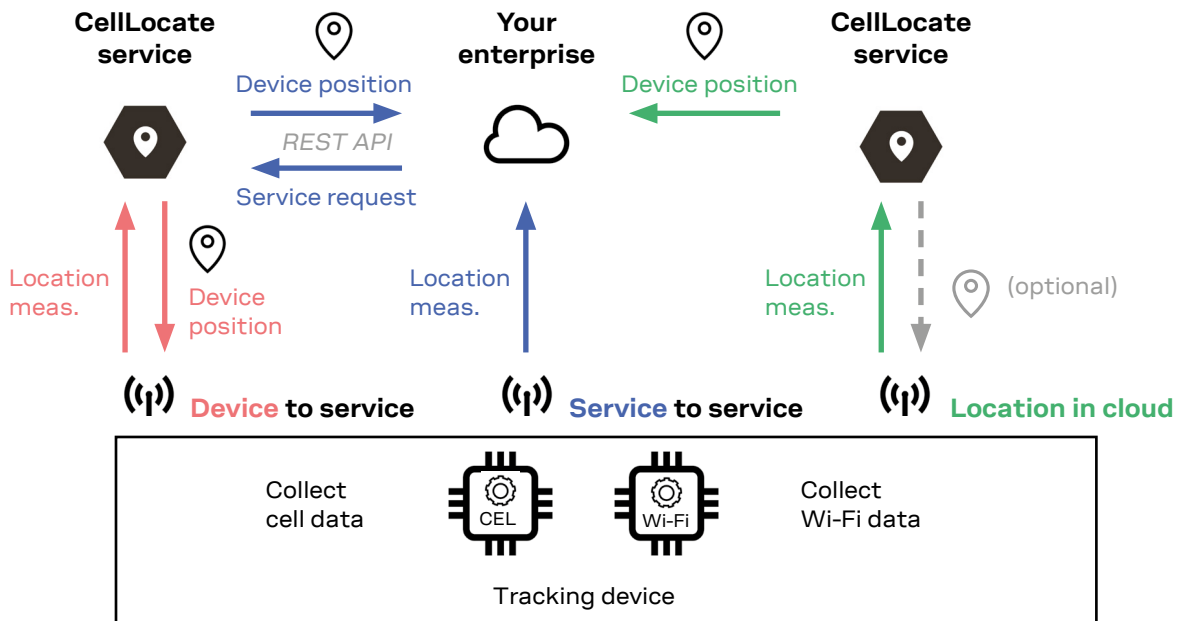 CellLocate
service
Your
enterprise
CellLocate
service
Device position
REST API
Service request
Device position
Location
meas.
Device
position
Location
meas.
Location
meas.
(optional)
Device to service
Service to service
Location in cloud
Collect
cell data
CEL
Wi-Fi
Collect
Wi-Fi data
Tracking device